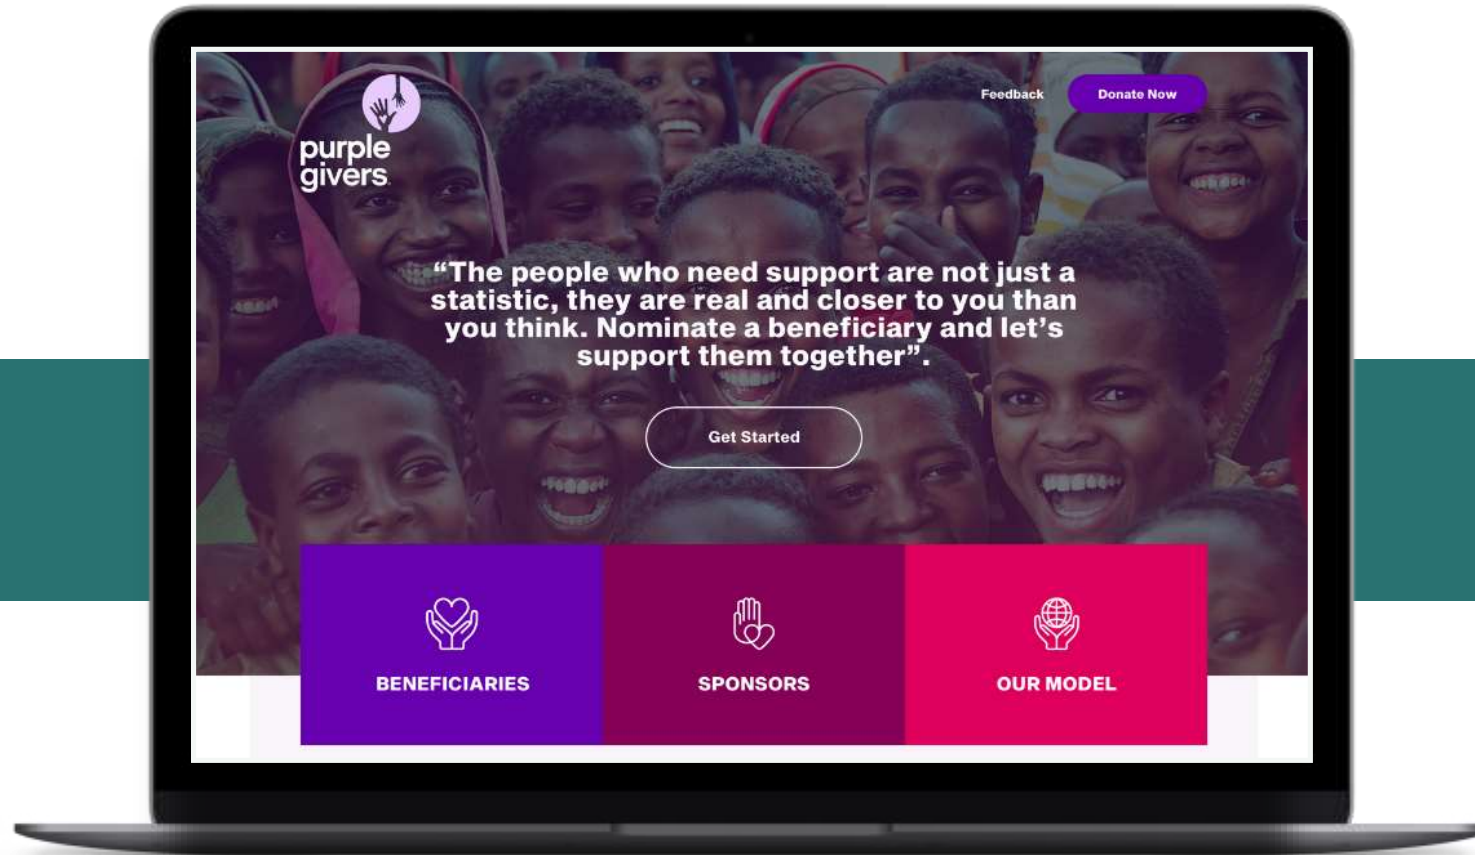 purple
givers
Feedback
Donate Now
“The people who need support are not just a
statistic, they are real and closer to you than
you think. Nominate a beneficiary and let’s
support them together”.
Get Started
BENEFICIARIES
SPONSORS
OUR MODEL